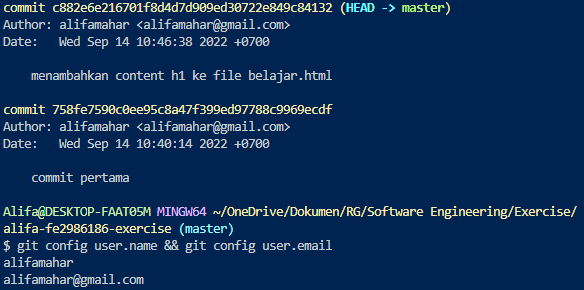 commit c882e6e216701f8d4d7d909ed30722e849c84132 (HEAD -> master)
Author: alifamahar <alifamahar@gmail.com>
Date:   Wed Sep 14 10:46:38 2022 +0700
    menambahkan content h1 ke file belajar.html
commit 758fe7590c0ee95c8a47f399ed97788c9969ecdf
Author: alifamahar <alifamahar@gmail.com>
Date:   Wed Sep 14 10:40:14 2022 +0700
    commit pertama
Alifa@DESKTOP-FAAT05M MINGW64 ~/OneDrive/Dokumen/RG/Software Engineering/Exercise/
alifa-fe2986186-exercise (master)
$ git config user.name && git config user.email
alifamahar
alifamahar@gmail.com